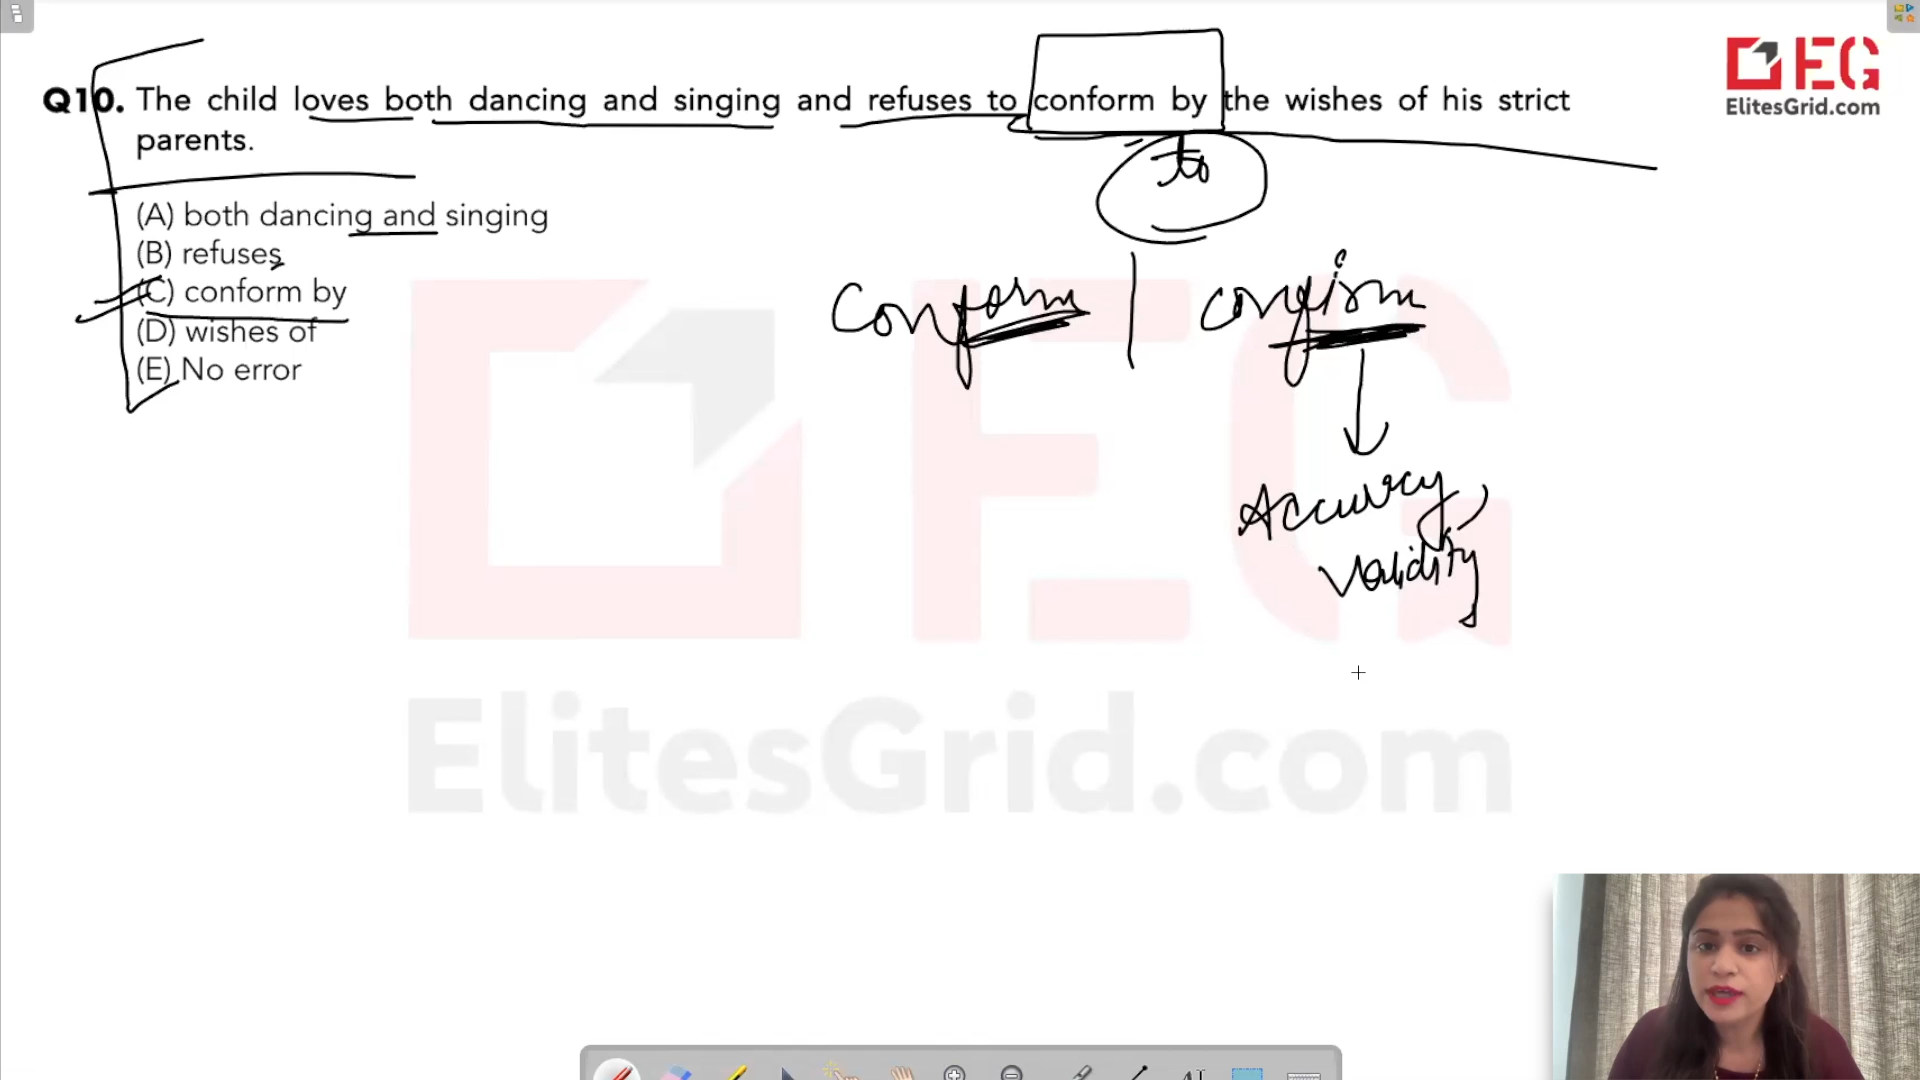 Q10. The child loves both dancing and singing and refuses to conform by the wishes of his strict
parents.
to
(A) both dancing and singing
(B) refuses
(C) conform by
(D) wishes of
(E) No error
Conform
confirm
Accuracy,
Validity
EG
ElitesGrid.com
EG
ElitesGrid.com